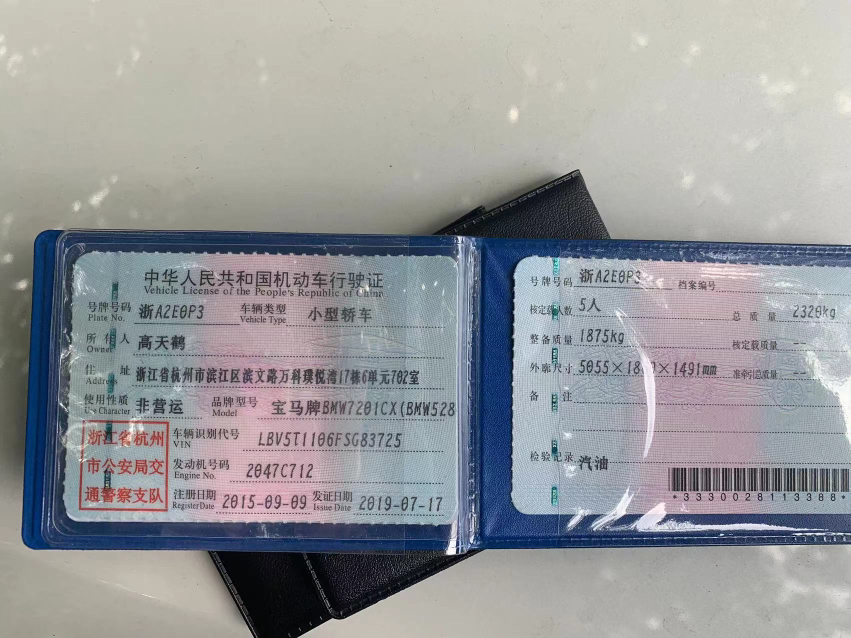 中华人民共和国机动车行驶证
Vehicle License of the People's Republic of China
号牌号码 浙A2E0P3 车辆类型 小型轿车
Plate No. Vehicle Type
所有人 高天鹤
Owner
住址 浙江省杭州市滨江区滨文路万科璞悦湾17栋6单元702室
Address
使用性质 非营运 品牌型号 宝马牌BMW7201CX(BMW528
Use Character Model
浙江省杭州
市公安局交
通警察支队
车辆识别代号 LBV5T1106FSG83725
VIN
发动机号码 2047C712
Engine No.
注册日期 2015-09-09 发证日期 2019-07-17
Register Date Issue Date
号牌号码 浙A2E0P3 档案编号
核定载人数 5人 总质量 2320kg
整备质量 1875kg 核定载质量 --
外廓尺寸 5055×18 0×1491mm 准牵引总质量 --
备注
检验记录 汽油
*3330028113388*